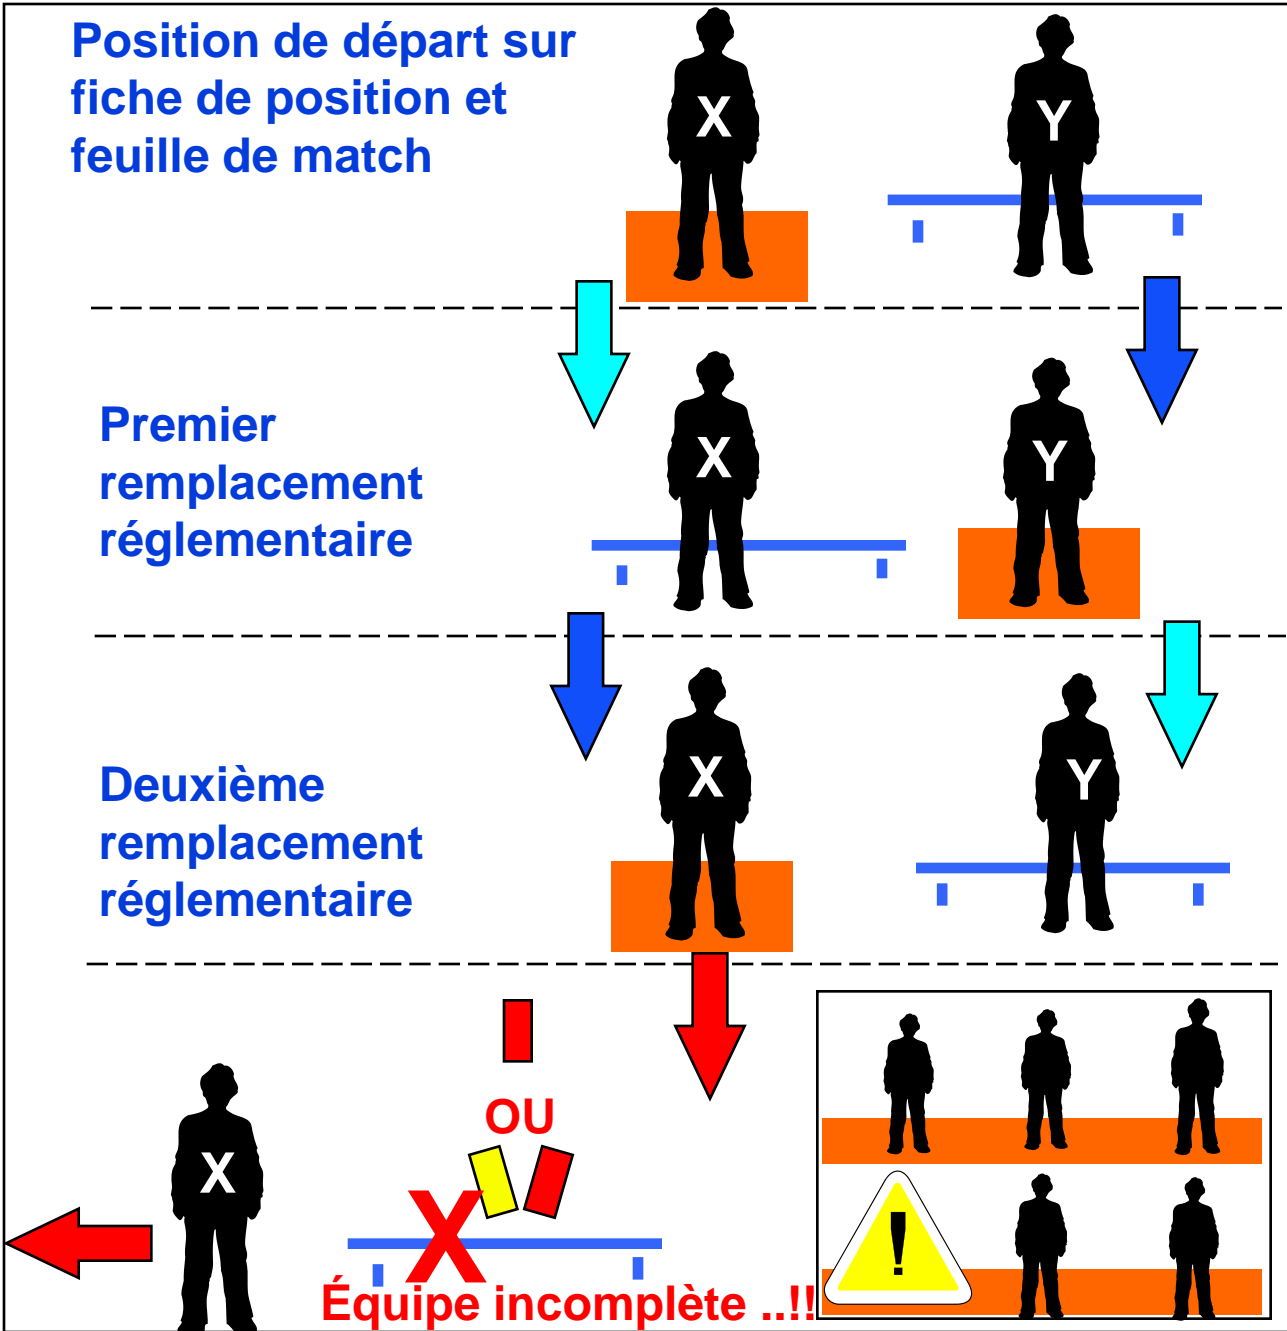 Position de départ sur
fiche de position et
feuille de match
X
Y
Premier
remplacement
réglementaire
X
Y
Deuxième
remplacement
réglementaire
X
Y
OU
X
X
!
Équipe incomplète ..!!